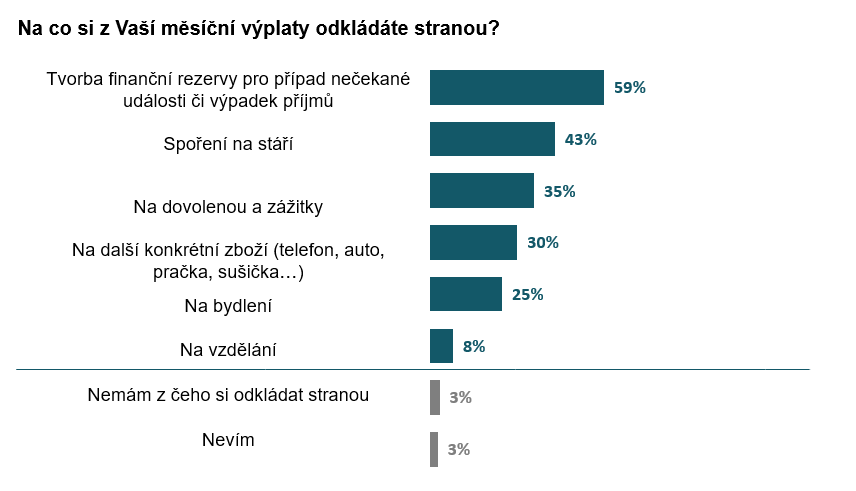 Na co si z Vaší měsíční výplaty odkládáte stranou?
Tvorba finanční rezervy pro případ nečekané
události či výpadek příjmů
59%
Spoření na stáří
43%
Na dovolenou a zážitky
35%
Na další konkrétní zboží (telefon, auto,
pračka, sušička…)
30%
Na bydlení
25%
Na vzdělání
8%
Nemám z čeho si odkládat stranou
3%
Nevím
3%